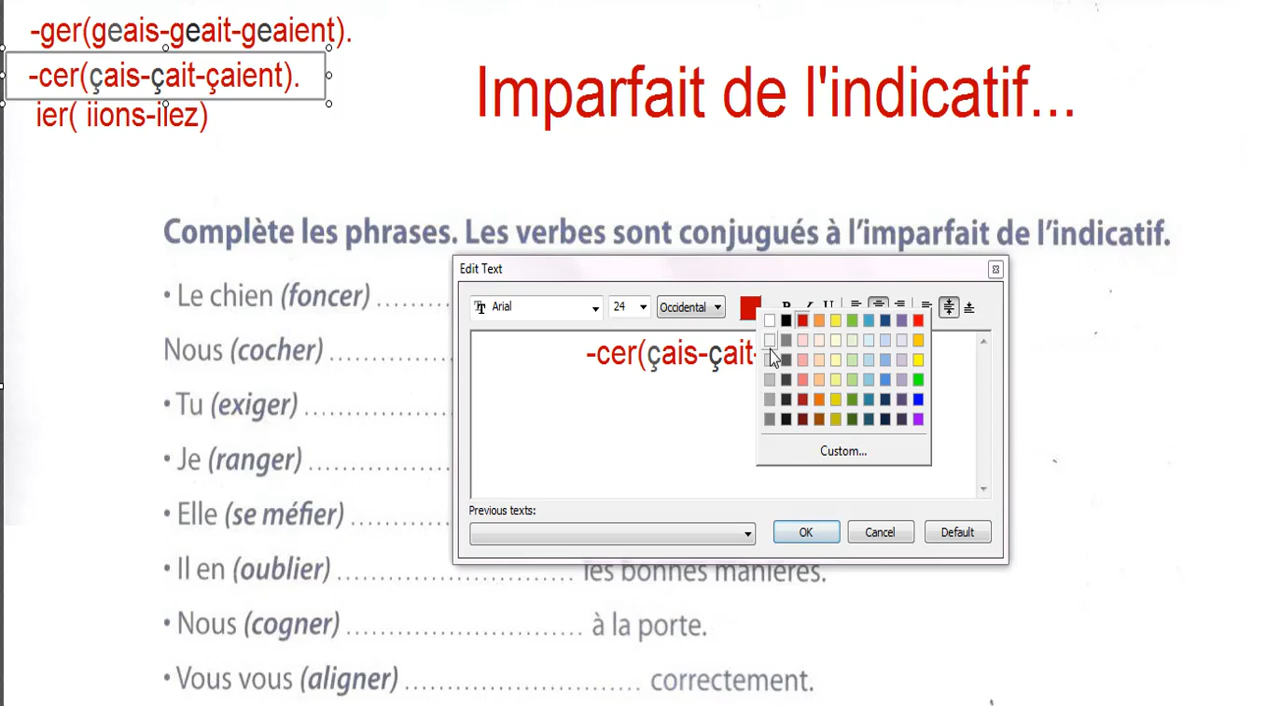 -ger(geais-geait-geaient).
-cer(çais-çait-çaient).
ier( iions-iiez)
Imparfait de l'indicatif...
Complète les phrases. Les verbes sont conjugués à l'imparfait de l'indicatif.
• Le chien (foncer) ..........
Nous (cocher) ................
• Tu (exiger) ..................
• Je (ranger) ..................
• Elle (se méfier) ............
• Il en (oublier) ............................. les bonnes manières.
• Nous (cogner) ............................. à la porte.
• Vous vous (aligner) ............................. correctement.
Edit Text
Arial
24
Occidental
B I U
-cer(çais-çait-
Custom...
Previous texts:
OK
Cancel
Default